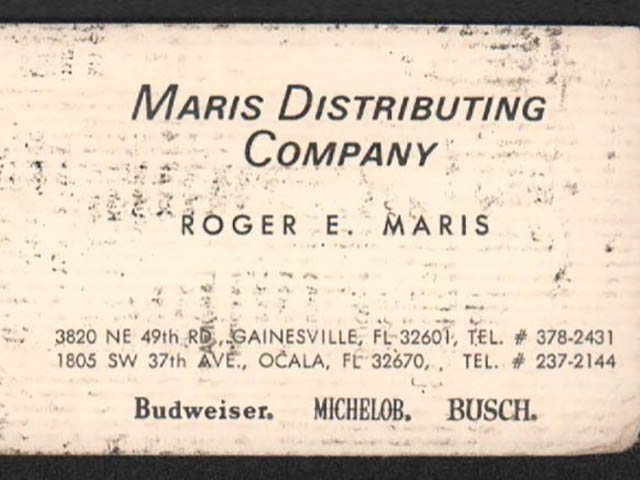 MARIS DISTRIBUTING
COMPANY
ROGER E. MARIS
3820 NE 49th RD., GAINESVILLE, FL 32601, TEL. # 378-2431
1805 SW 37th AVE., OCALA, FL 32670, TEL. # 237-2144
Budweiser. MICHELOB. BUSCH.